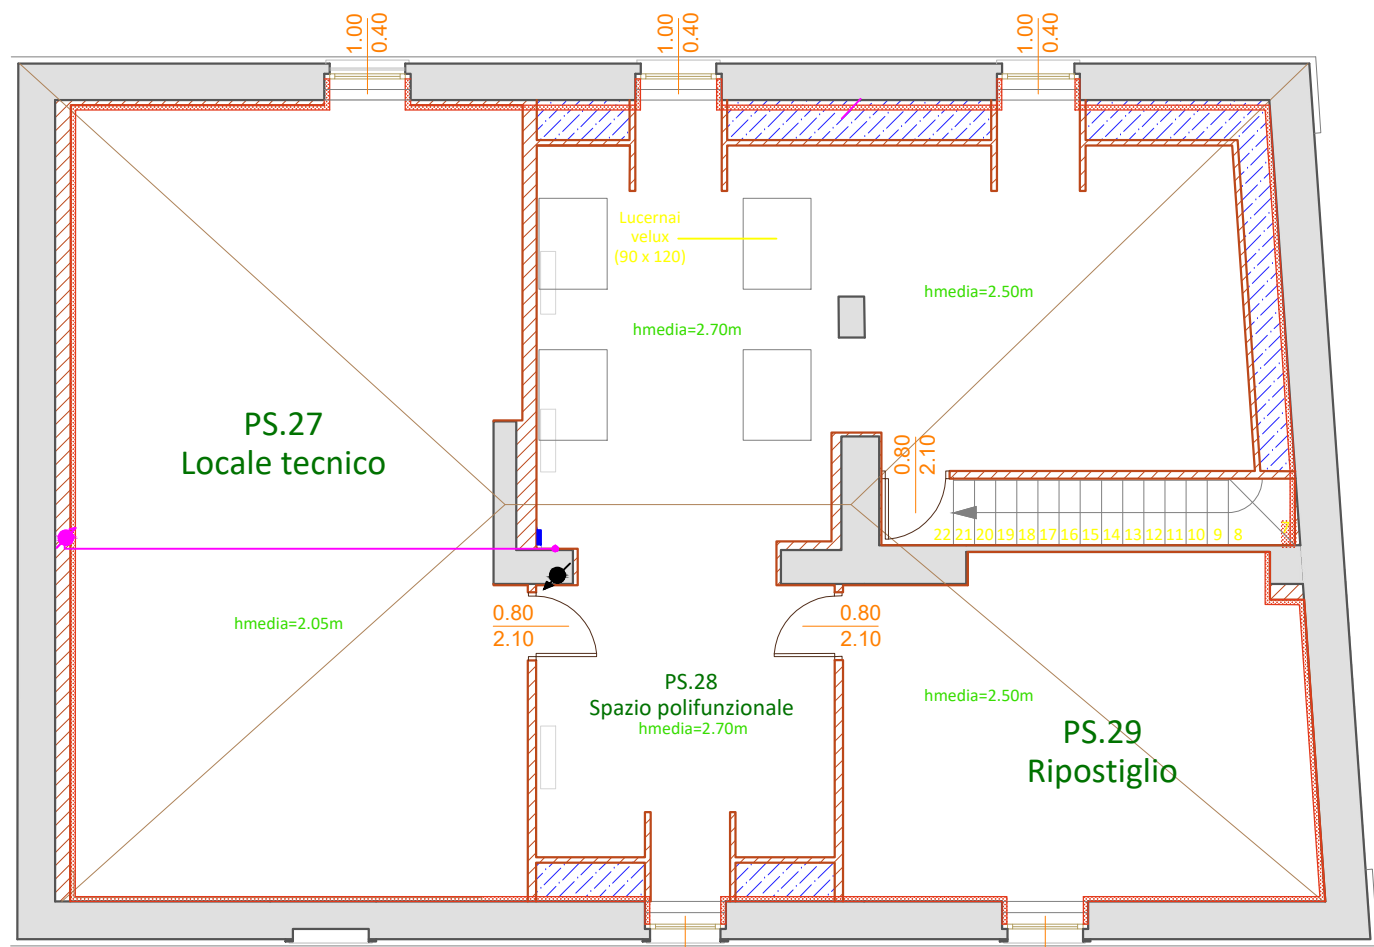 1.00
0.40
1.00
0.40
1.00
0.40
Lucernai
velux
(90 x 120)
hmedia=2.50m
hmedia=2.70m
PS.27
Locale tecnico
0.80
2.10
22 21 20 19 18 17 16 15 14 13 12 11 10 9 8
hmedia=2.05m
0.80
2.10
0.80
2.10
PS.28
Spazio polifunzionale
hmedia=2.70m
hmedia=2.50m
PS.29
Ripostiglio